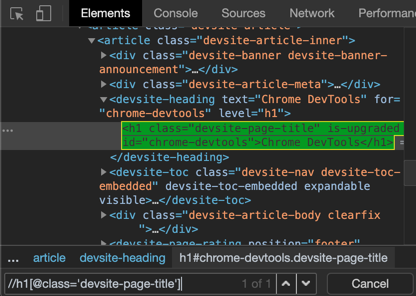 Elements Console Sources Network Performan
article class="devsite-article"
▼<article class="devsite-article-inner">
▶<div class="devsite-banner devsite-banner-
announcement">…</div>
▶<div class="devsite-article-meta">…</div>
▼<devsite-heading text="Chrome DevTools" for=
"chrome-devtools" level="h1">
… <h1 class="devsite-page-title" is-upgraded
id="chrome-devtools">Chrome DevTools</h1> =
</devsite-heading>
▶<devsite-toc class="devsite-nav devsite-toc-
embedded" devsite-toc-embedded expandable
visible>…</devsite-toc>
▶<div class="devsite-article-body clearfix
">…</div>
▶<devsite-page-rating position="footer"
... article devsite-heading h1#chrome-devtools.devsite-page-title
//h1[@class='devsite-page-title'] 1 of 1 Cancel